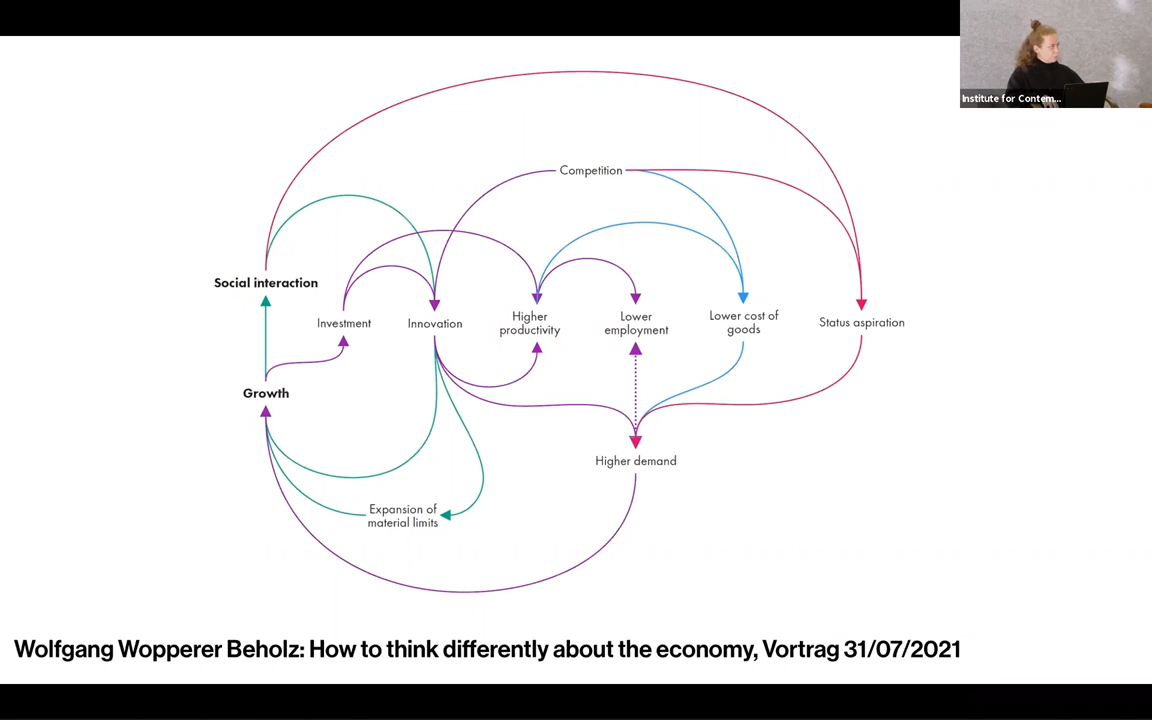 Institute for Contem...
Competition
Social interaction
Investment
Innovation
Higher
productivity
Lower
employment
Lower cost of
goods
Status aspiration
Growth
Higher demand
Expansion of
material limits
Wolfgang Wopperer Beholz: How to think differently about the economy, Vortrag 31/07/2021